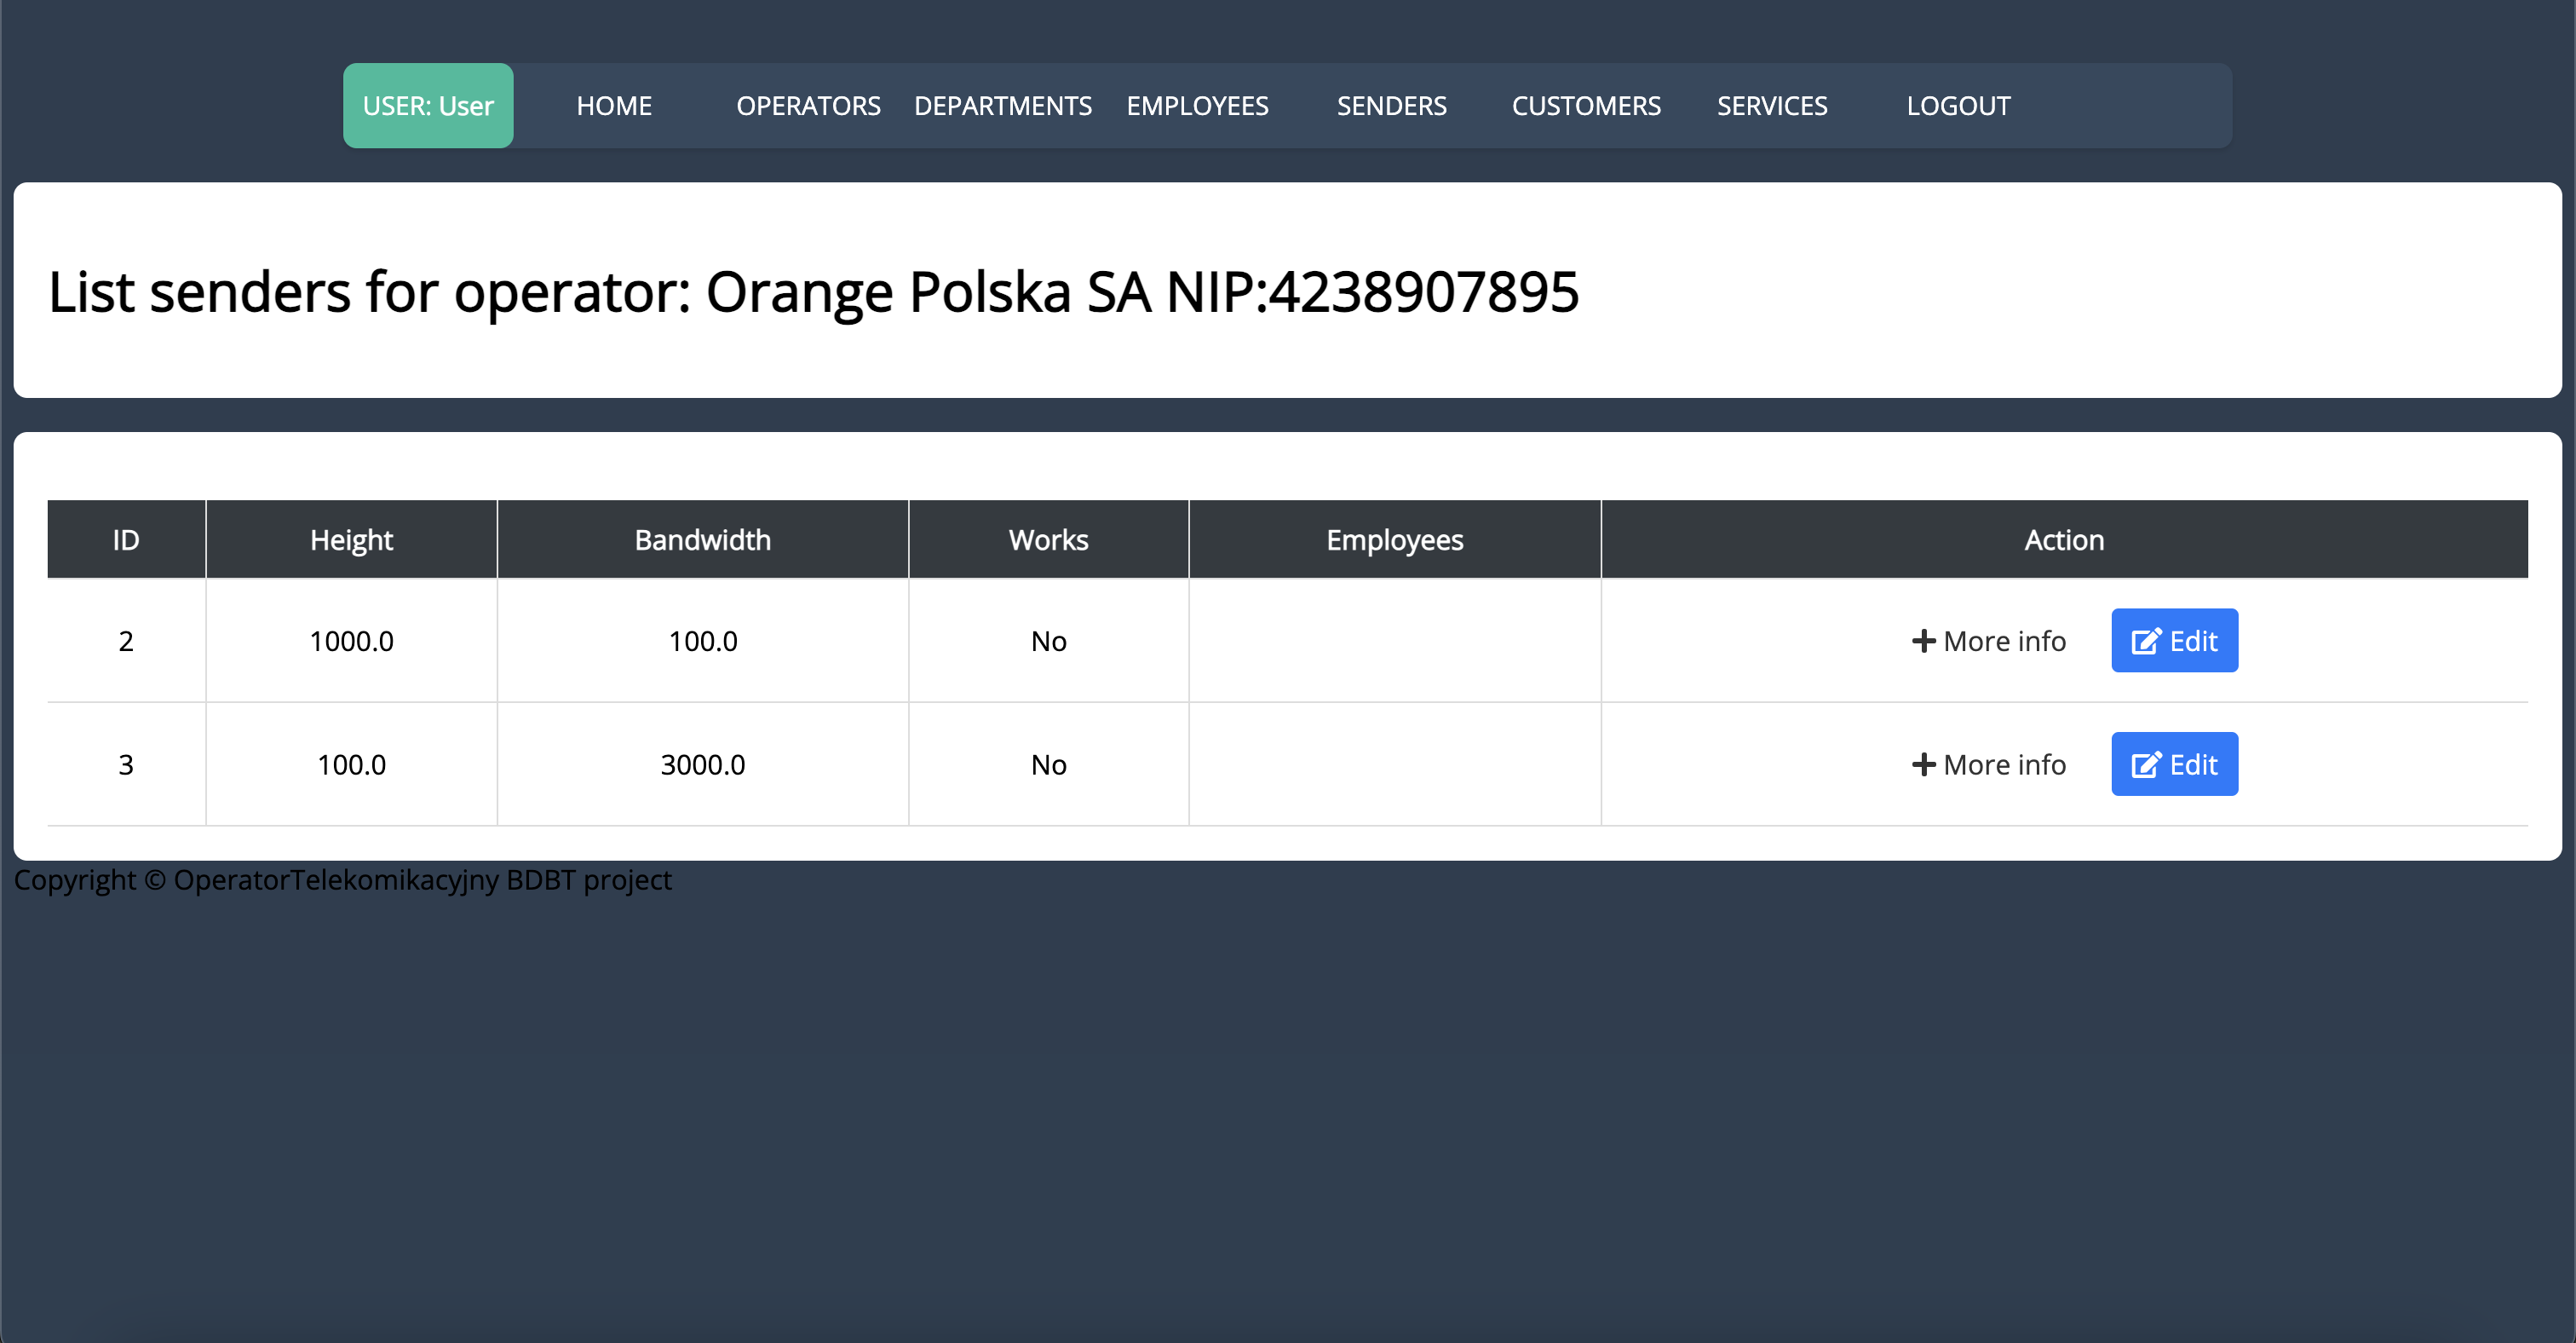 USER: User HOME OPERATORS DEPARTMENTS EMPLOYEES SENDERS CUSTOMERS SERVICES LOGOUT
List senders for operator: Orange Polska SA NIP:4238907895
ID Height Bandwidth Works Employees Action
2 1000.0 100.0 No More info Edit
3 100.0 3000.0 No More info Edit
Copyright © OperatorTelekomikacyjny BDBT project